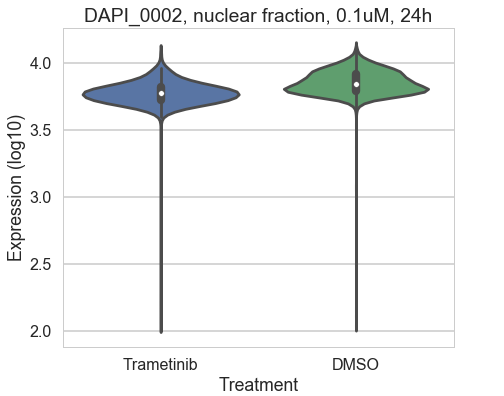 DAPI_0002, nuclear fraction, 0.1uM, 24h
Expression (log10)
4.0
3.5
3.0
2.5
2.0
Trametinib
DMSO
Treatment